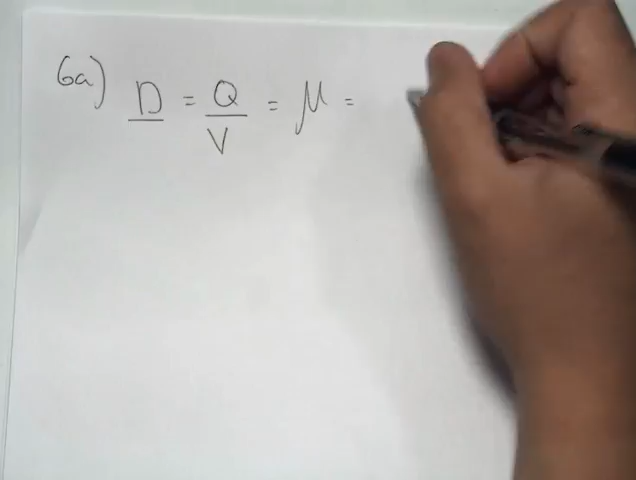 6a) D = Q/V = μ =